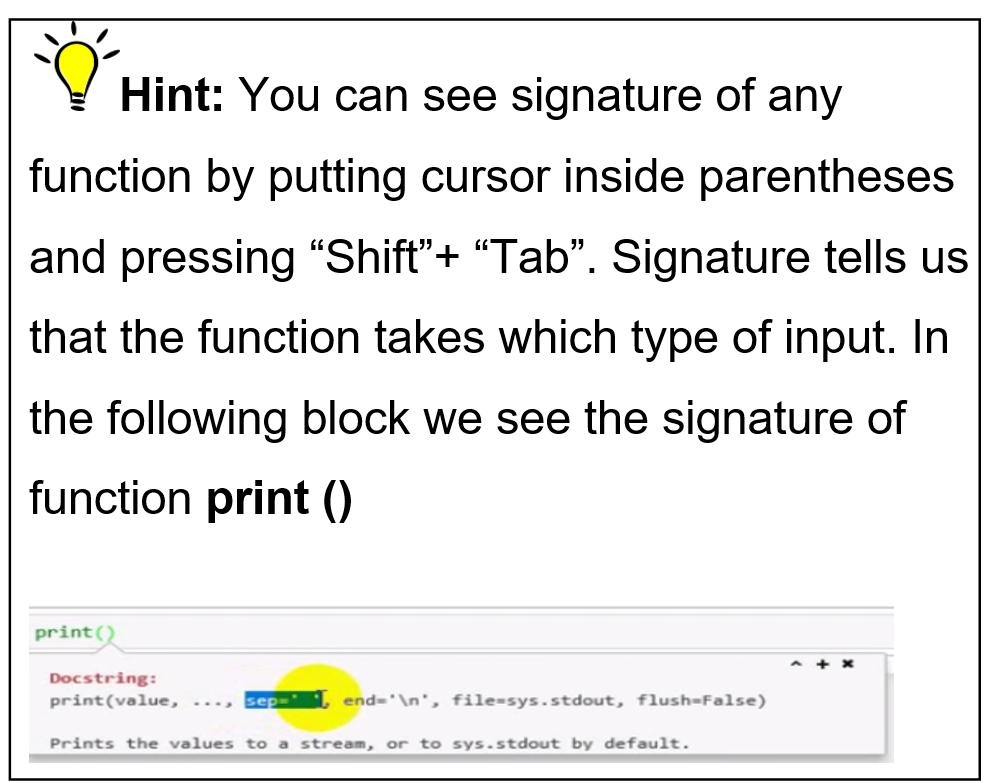 Hint: You can see signature of any
function by putting cursor inside parentheses
and pressing “Shift”+ “Tab”. Signature tells us
that the function takes which type of input. In
the following block we see the signature of
function print ()
print()
Docstring:
print(value, ..., sep=' ', end='\n', file=sys.stdout, flush=False)
Prints the values to a stream, or to sys.stdout by default.